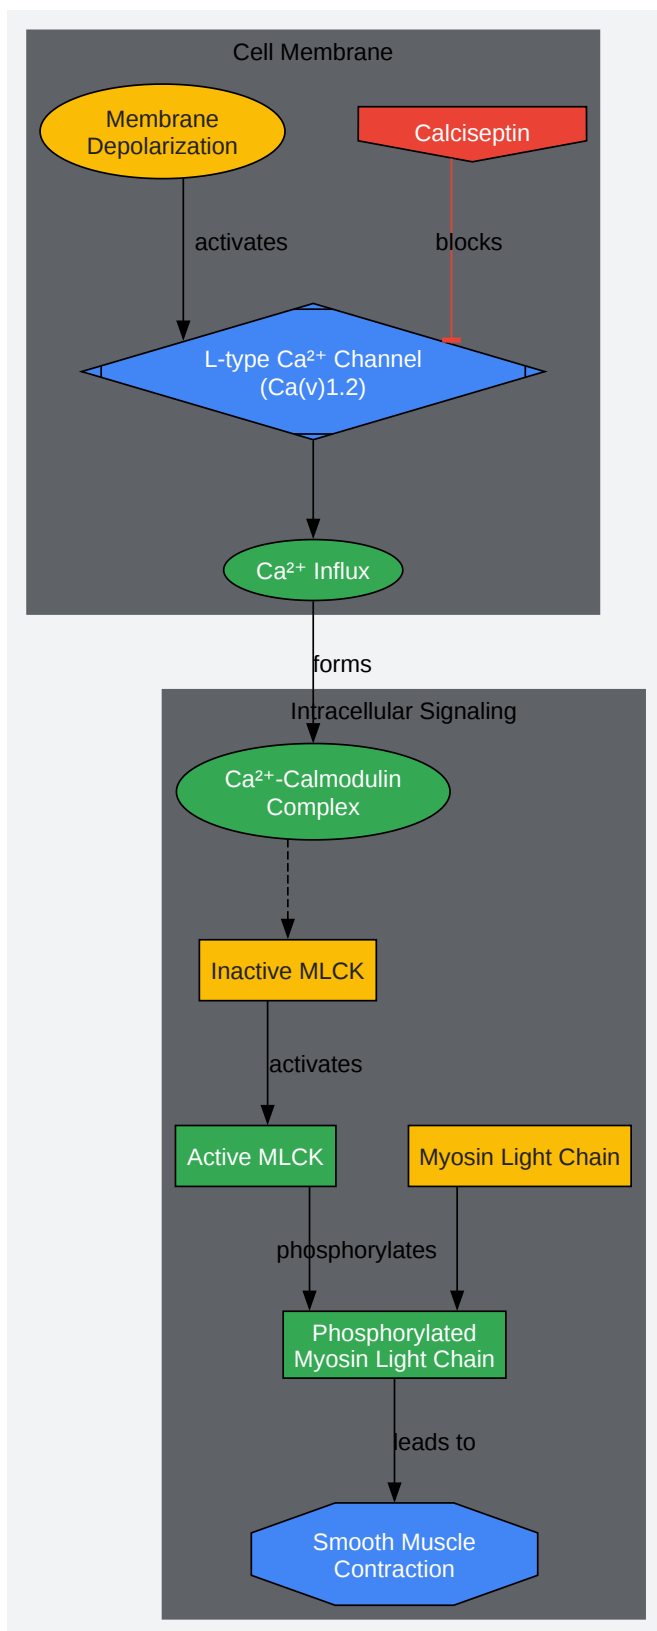 Cell Membrane
Membrane
Depolarization
Calciseptin
activates
blocks
L-type Ca²⁺ Channel
(Ca(v)1.2)
Ca²⁺ Influx
forms
Intracellular Signaling
Ca²⁺-Calmodulin
Complex
Inactive MLCK
activates
Active MLCK
Myosin Light Chain
phosphorylates
Phosphorylated
Myosin Light Chain
leads to
Smooth Muscle
Contraction